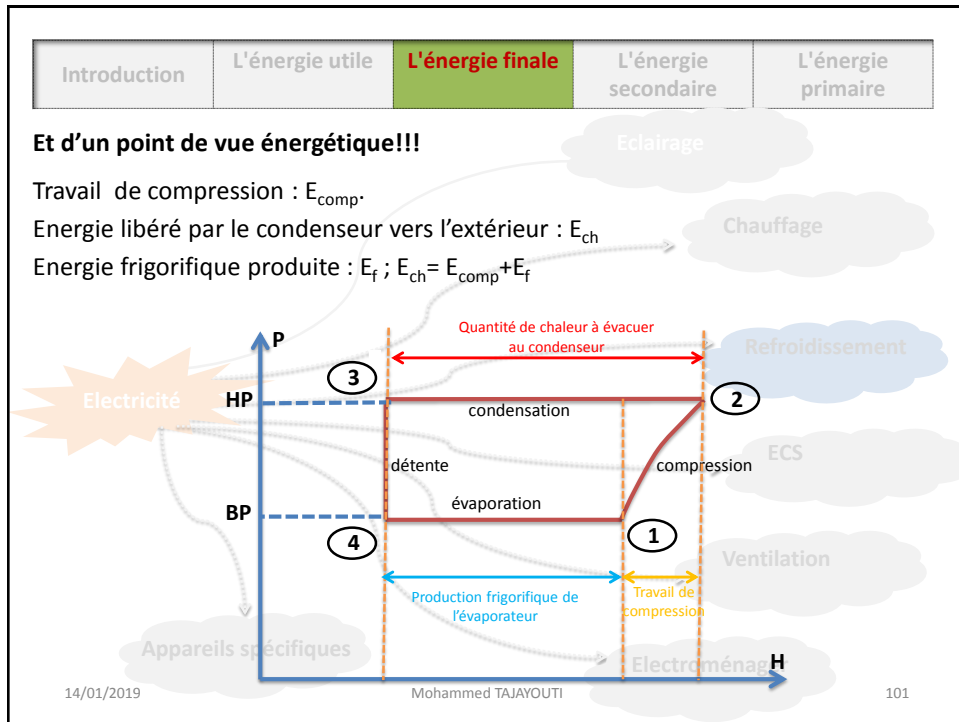 Introduction
L'énergie utile
L'énergie finale
L'énergie
secondaire
L'énergie
primaire
Et d'un point de vue énergétique!!!
Eclairage
Travail de compression : Ecomp.
Chauffage
Energie libéré par le condenseur vers l'extérieur : Ech
Energie frigorifique produite : Ef ; Ech= Ecomp+Ef
P
Quantité de chaleur à évacuer
au condenseur
Refroidissement
3
Electricité
HP
2
condensation
détente
compression
ECS
évaporation
BP
4
1
Ventilation
Production frigorifique de
l'évaporateur
Travail de
compression
Appareils spécifiques
Electroménager
H
14/01/2019
Mohammed TAJAYOUTI
101